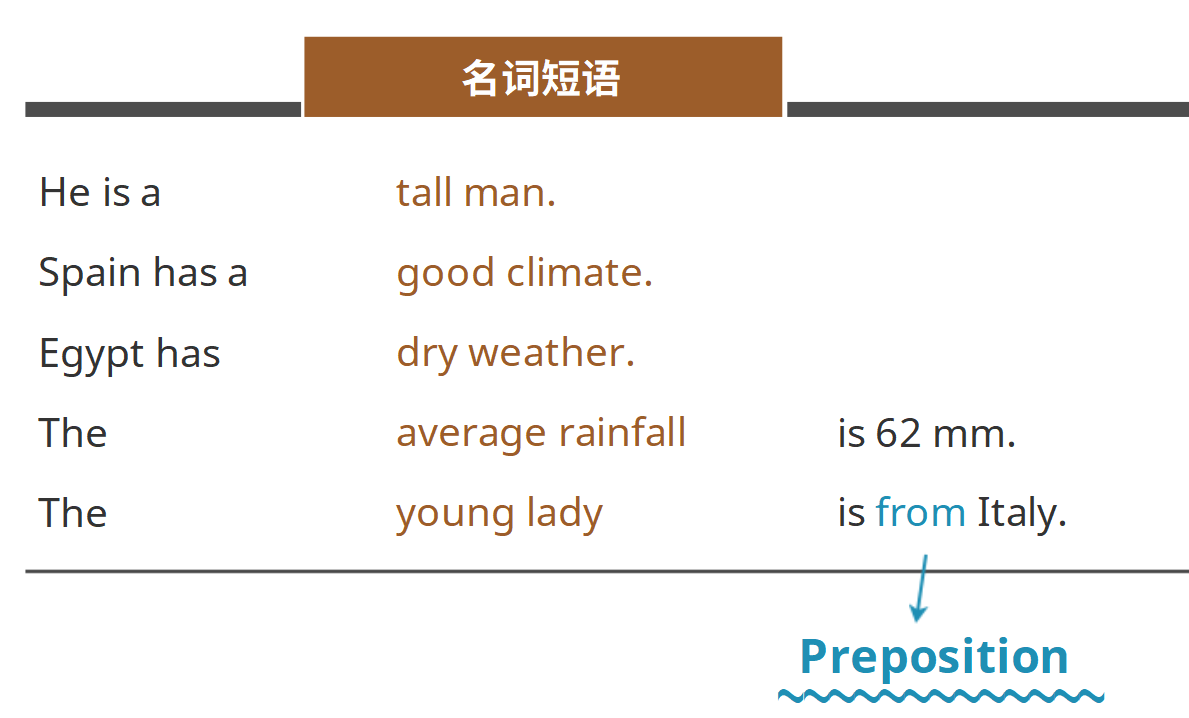 名词短语
He is a tall man.
Spain has a good climate.
Egypt has dry weather.
The average rainfall is 62 mm.
The young lady is from Italy.
Preposition